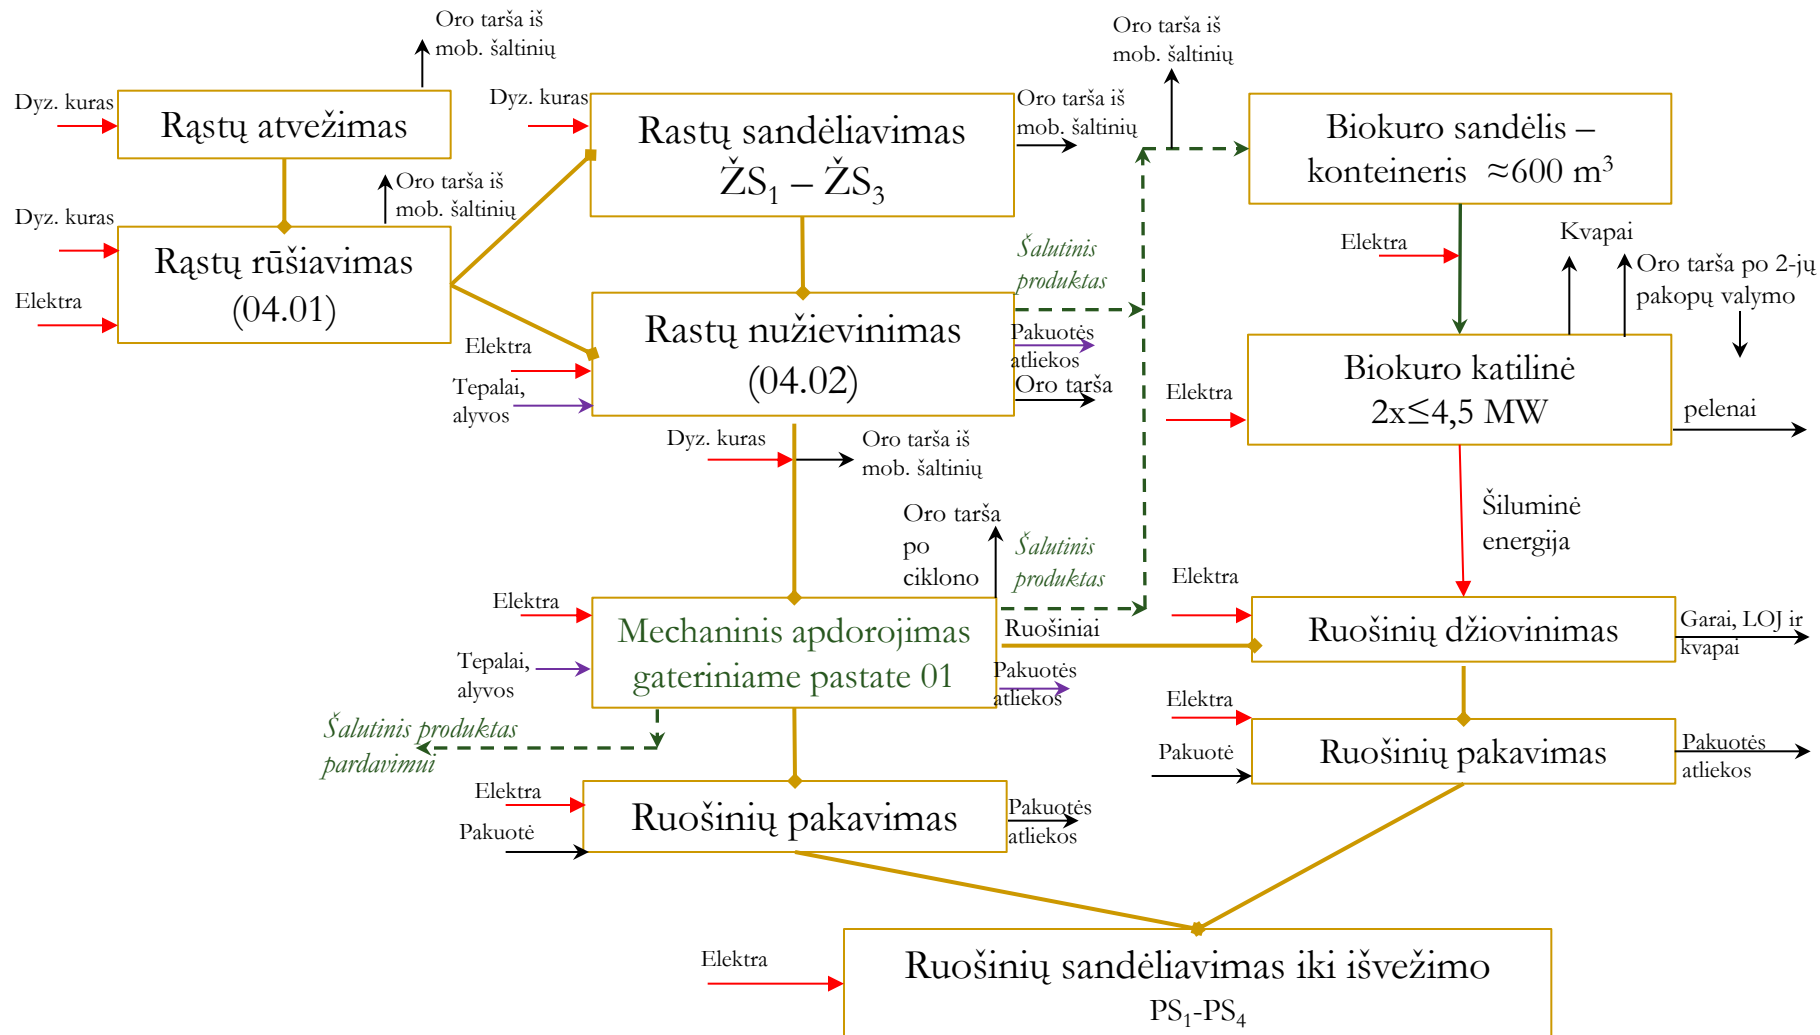 Oro tarša iš
mob. šaltinių
Dyz. kuras
Rąstų atvežimas
Oro tarša iš
mob. šaltinių
Dyz. kuras
Elektra
Rąstų rūšiavimas
(04.01)
Dyz. kuras
Rastų sandėliavimas
ŽS₁ – ŽS₃
Oro tarša iš
mob. šaltinių
Oro tarša iš
mob. šaltinių
Biokuro sandėlis –
konteineris ≈600 m³
Šalutinis
produktas
Elektra
Kvapai
Oro tarša po 2-jų
pakopų valymo
Elektra
Tepalai,
alyvos
Rastų nužievinimas
(04.02)
Pakuotės
atliekos
Oro tarša
Elektra
Biokuro katilinė
2x≤4,5 MW
pelenai
Dyz. kuras
Oro tarša iš
mob. šaltinių
Šiluminė
energija
Oro tarša
po
ciklono
Šalutinis
produktas
Elektra
Tepalai,
alyvos
Mechaninis apdorojimas
gateriniame pastate 01
Ruošiniai
Pakuotės
atliekos
Elektra
Ruošinių džiovinimas
Garai, LOJ ir
kvapai
Šalutinis produktas
pardavimui
Elektra
Pakuotė
Ruošinių pakavimas
Pakuotės
atliekos
Elektra
Pakuotė
Ruošinių pakavimas
Pakuotės
atliekos
Elektra
Ruošinių sandėliavimas iki išvežimo
PS₁-PS₄